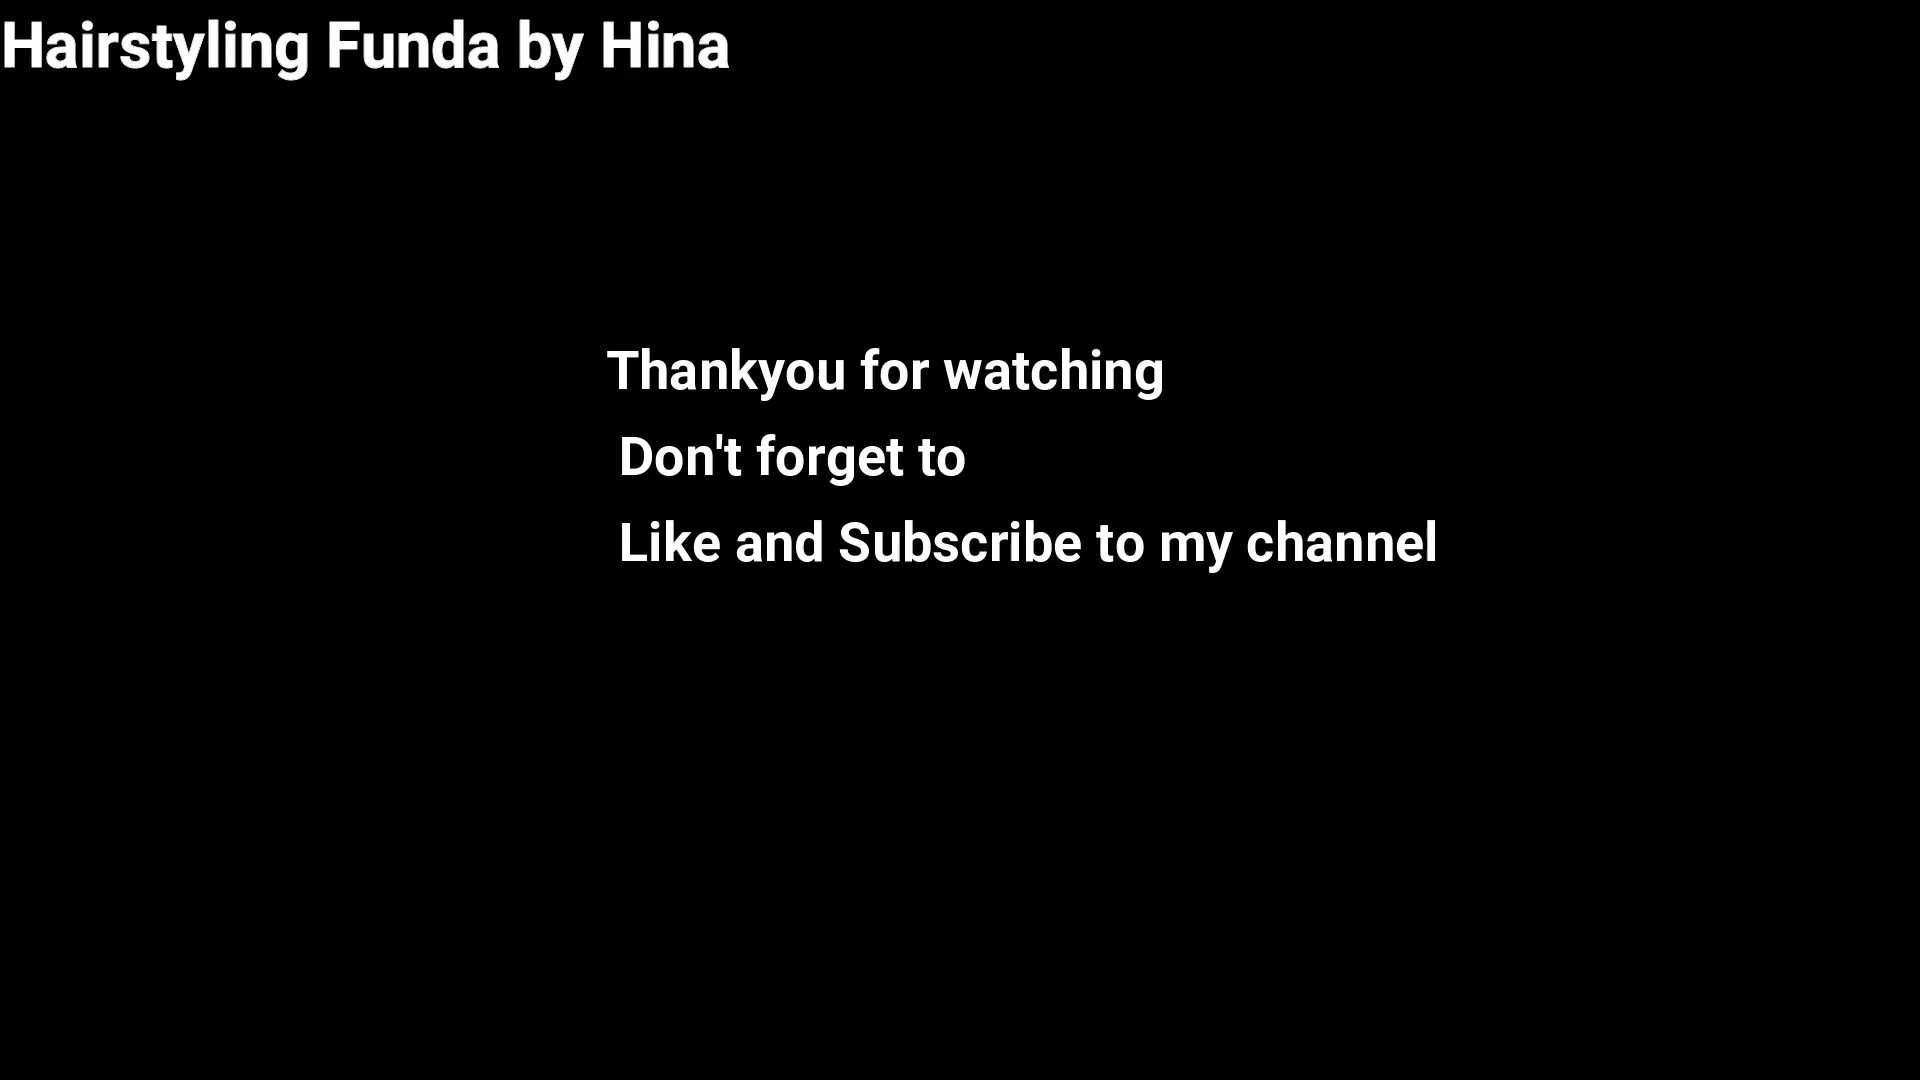 Hairstyling Funda by Hina
Thankyou for watching
Don't forget to
Like and Subscribe to my channel